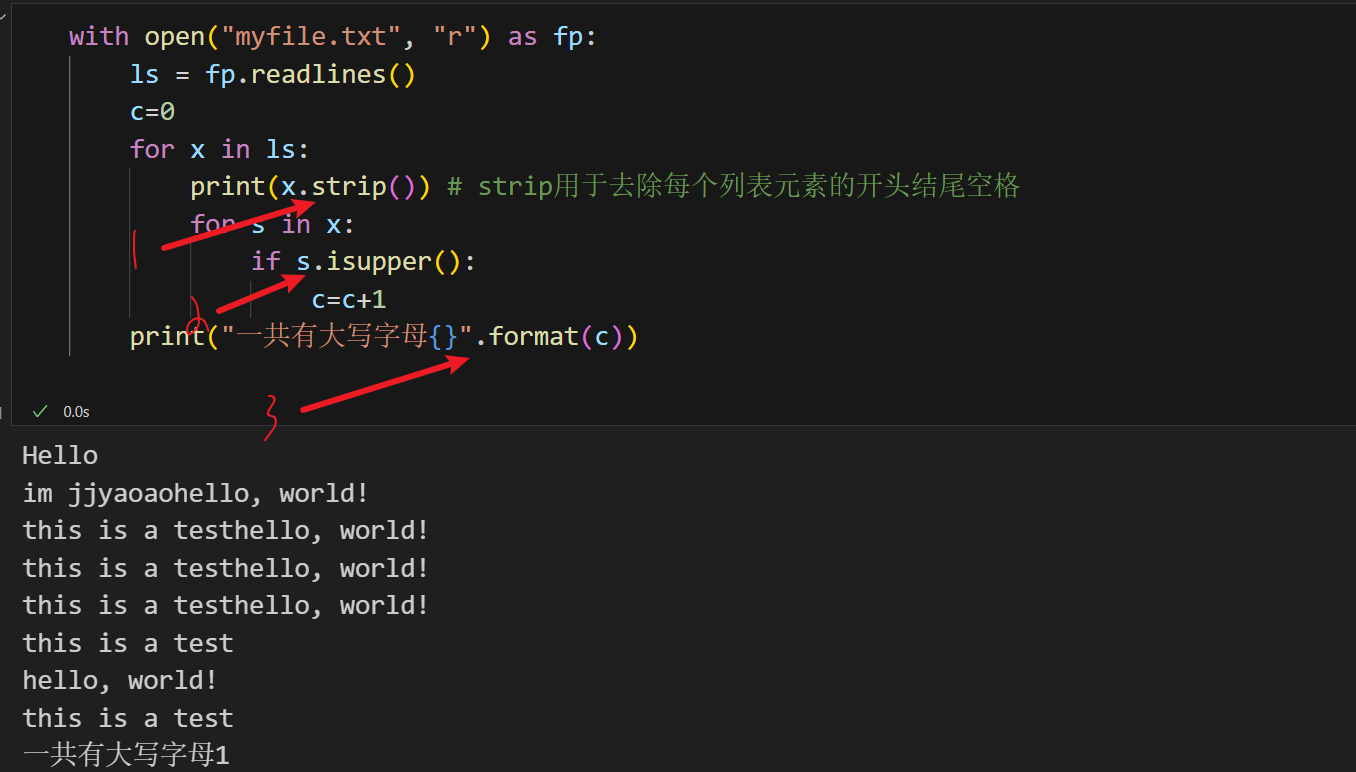 with open("myfile.txt", "r") as fp:
    ls = fp.readlines()
    c=0
    for x in ls:
        print(x.strip()) # strip用于去除每个列表元素的开头结尾空格
        for s in x:
            if s.isupper():
                c=c+1
    print("一共有大写字母{}".format(c))
0.0s
Hello
im jjyaoaohello, world!
this is a testhello, world!
this is a testhello, world!
this is a testhello, world!
this is a test
hello, world!
this is a test
一共有大写字母1